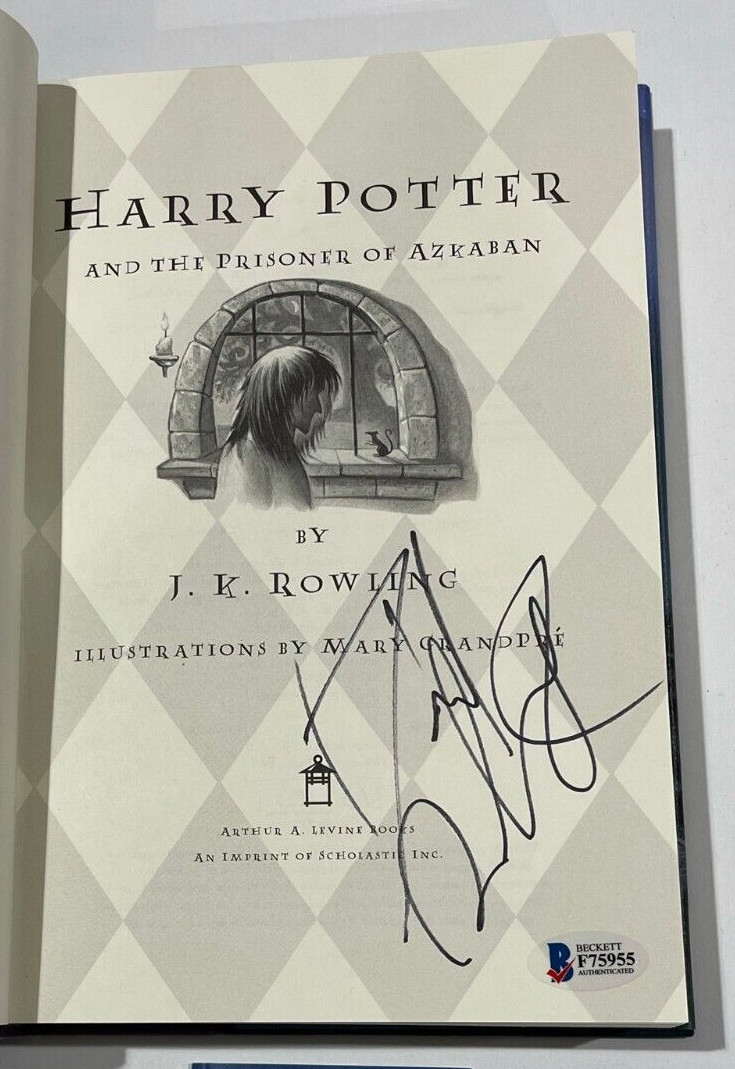 HARRY POTTER
AND THE PRISONER OF AZKABAN
BY
J. K. ROWLING
ILLUSTRATIONS BY MARY GRANDPRÉ
ARTHUR A. LEVINE BOOKS
AN IMPRINT OF SCHOLASTIC INC.
B BECKETT
F75955
AUTHENTICATED